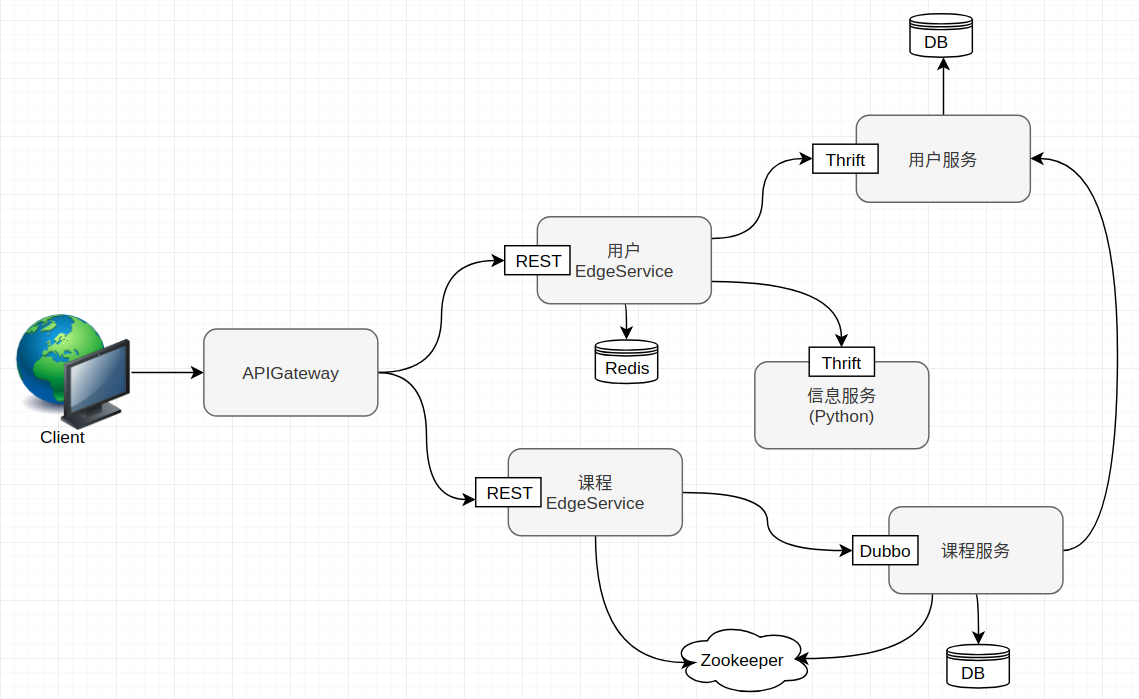 DB
Thrift
用户服务
REST
用户
EdgeService
Redis
Thrift
信息服务
(Python)
APIGateway
Client
REST
课程
EdgeService
Dubbo
课程服务
Zookeeper
DB